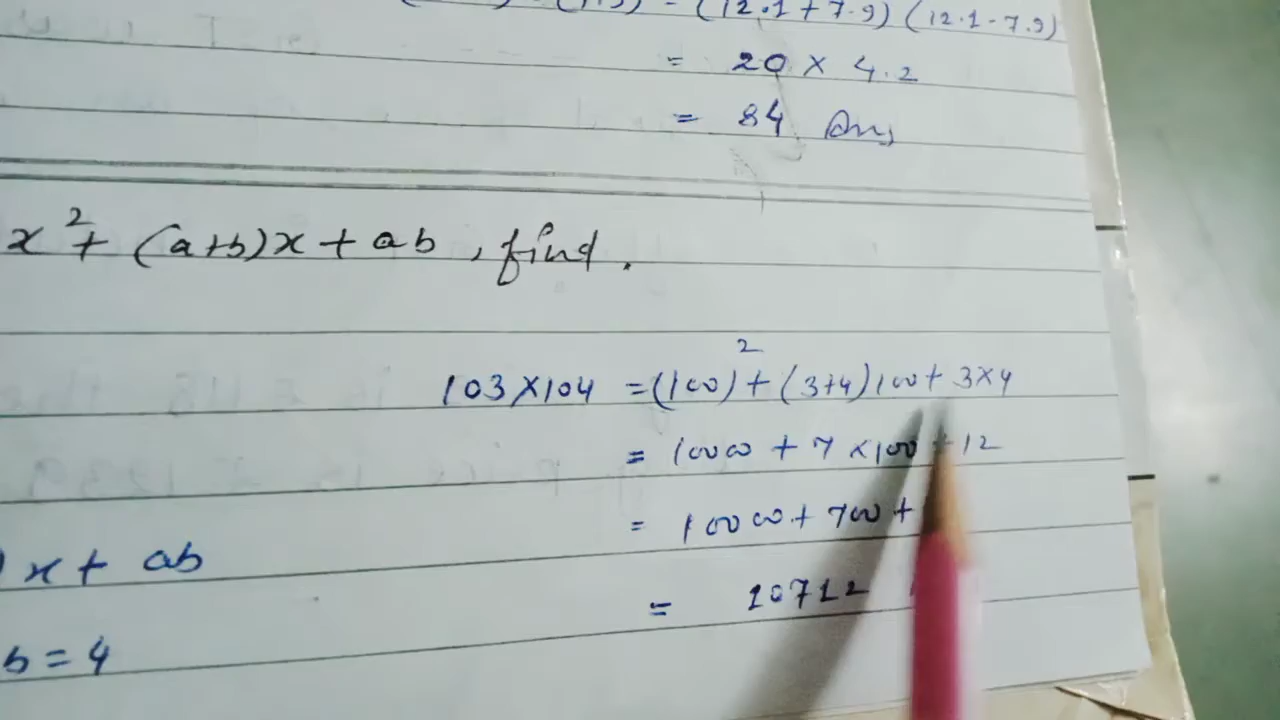 = (12.1 + 7.9) (12.1 - 7.9)
= 20 × 4.2
= 84 Ans
x² + (a+b)x + ab , find .
103 × 104 = (100)² + (3+4)100 + 3×4
= 10000 + 7 × 100 + 12
= 10000 + 700 +
x + ab
= 10712
b = 4